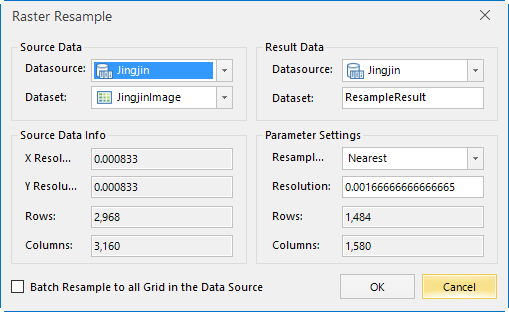 Raster Resample
Source Data
Datasource: Jingjin
Dataset: JingjinImage
Result Data
Datasource: Jingjin
Dataset: ResampleResult
Source Data Info
X Resol... 0.000833
Y Resolu... 0.000833
Rows: 2,968
Columns: 3,160
Parameter Settings
Resampl... Nearest
Resolution: 0.00166666666666665
Rows: 1,484
Columns: 1,580
Batch Resample to all Grid in the Data Source
OK
Cancel